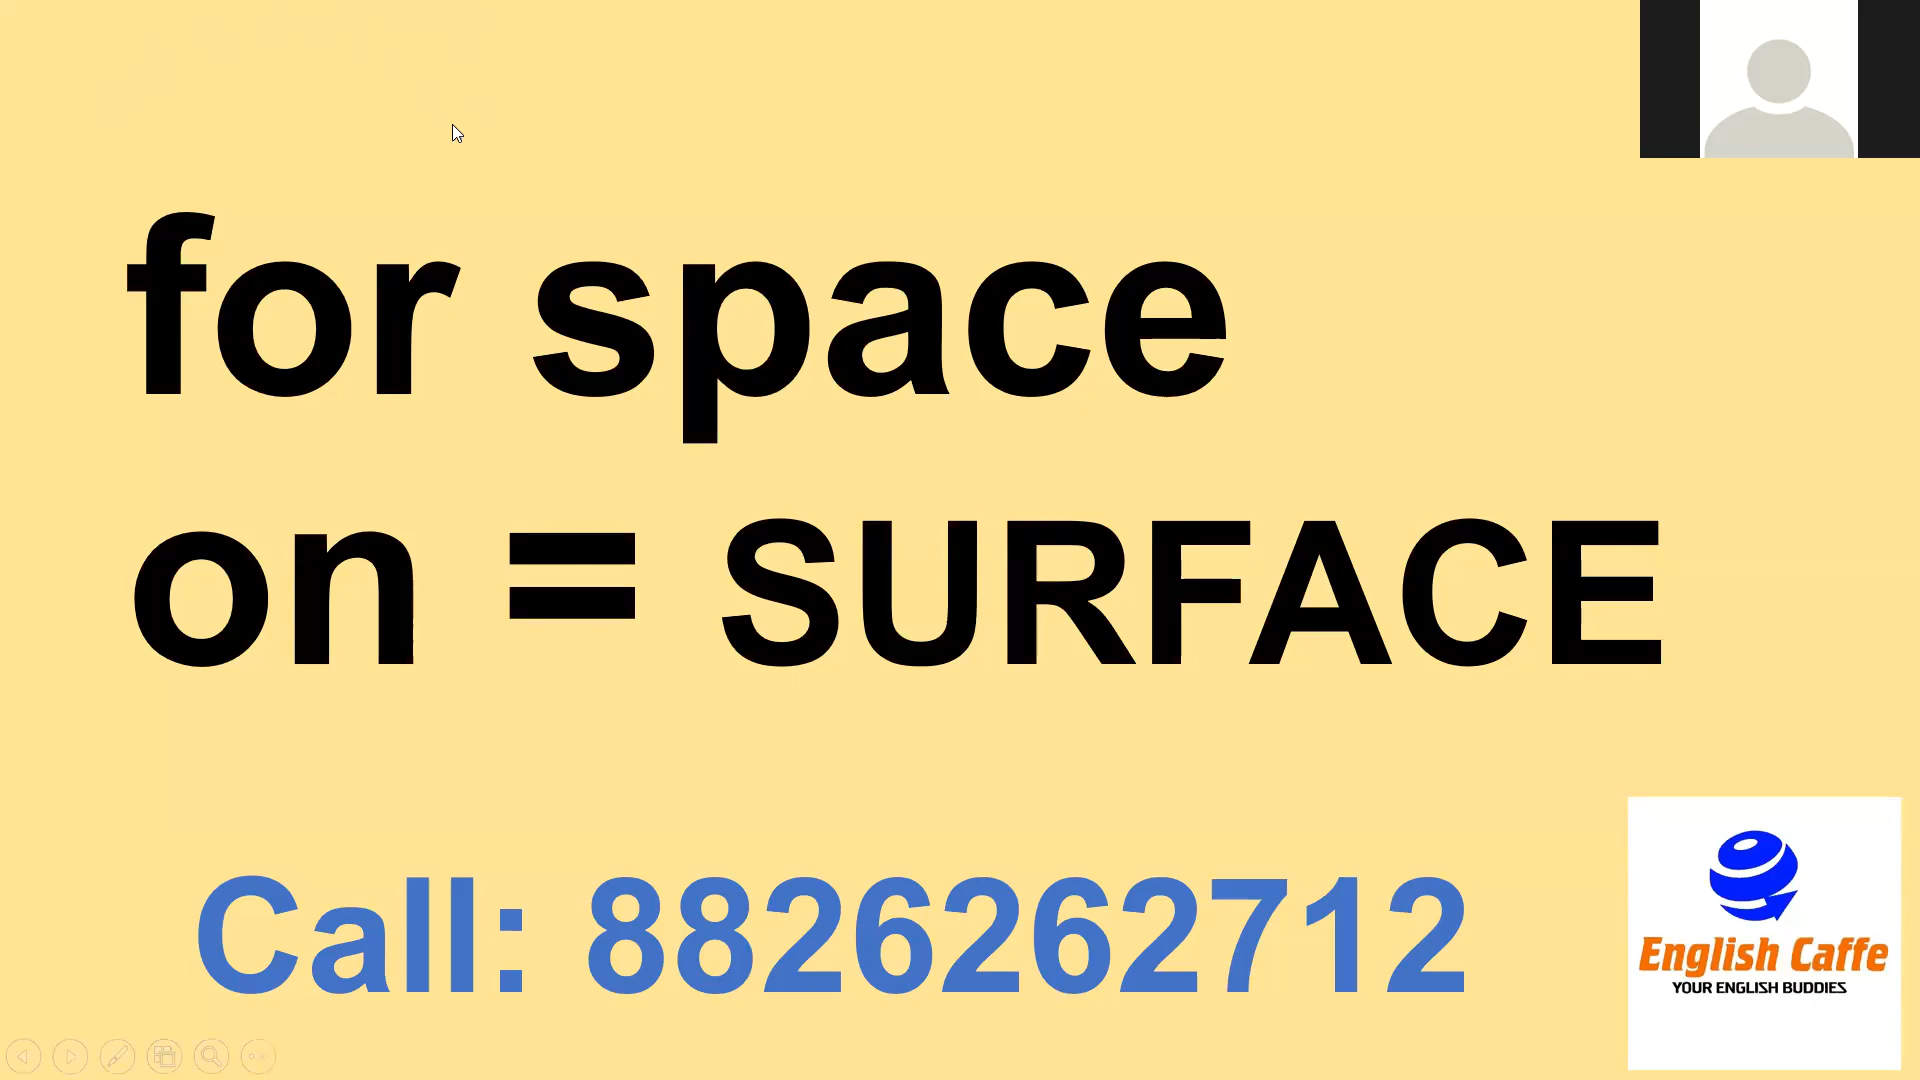 for space
on = SURFACE
Call: 8826262712
English Caffe
YOUR ENGLISH BUDDIES